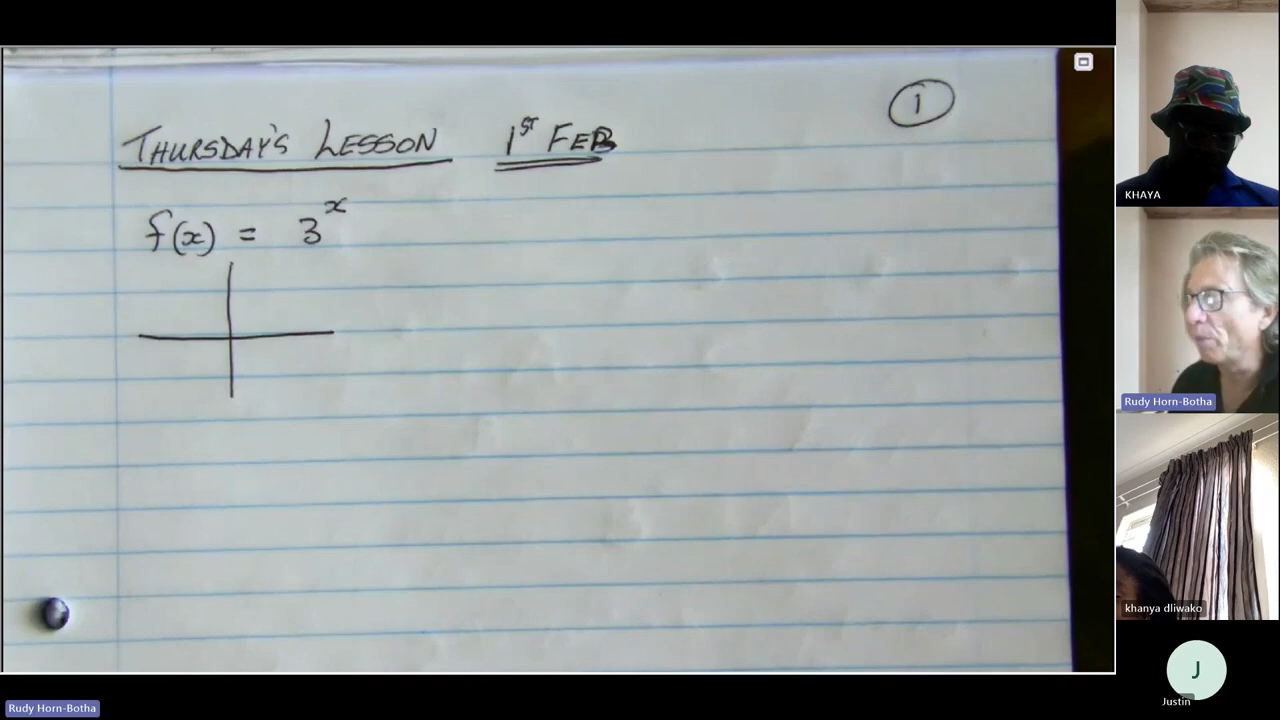 THURSDAY'S LESSON 1ST FEB
1
f(x) = 3^x
KHAYA
Rudy Horn-Botha
khanya dliwako
J
Justin
Rudy Horn-Botha